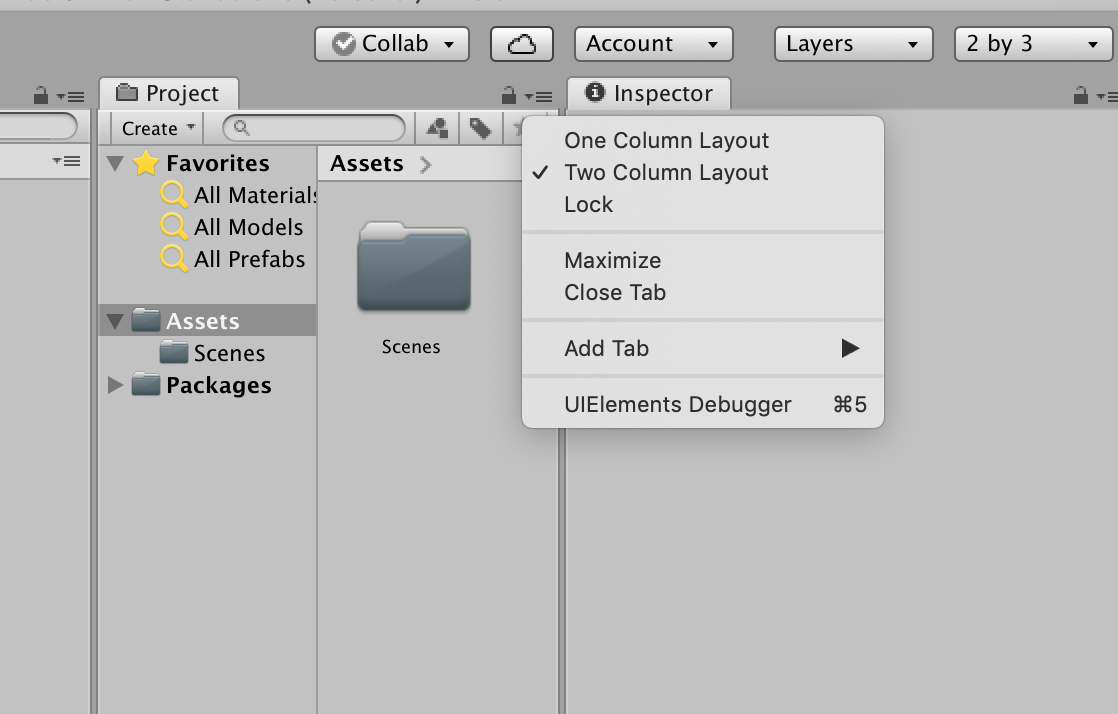 Collab
Account
Layers
2 by 3
Project
Inspector
Create
Favorites
All Materials
All Models
All Prefabs
Assets
Scenes
Packages
Assets
Scenes
One Column Layout
Two Column Layout
Lock
Maximize
Close Tab
Add Tab
UIElements Debugger ⌘5